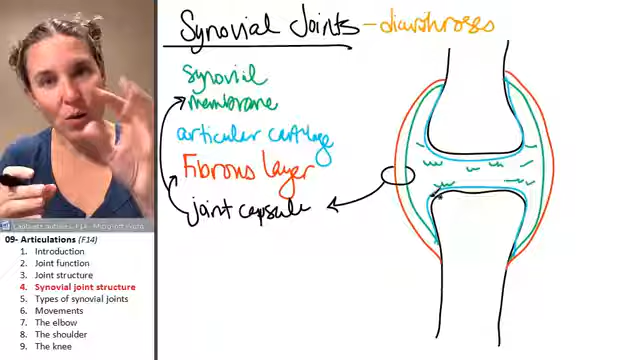 Synovial Joints - diarthroses
synovial
membrane
articular cartilage
Fibrous layer
joint capsule
09- Articulations (F14)
1. Introduction
2. Joint function
3. Joint structure
4. Synovial joint structure
5. Types of synovial joints
6. Movements
7. The elbow
8. The shoulder
9. The knee